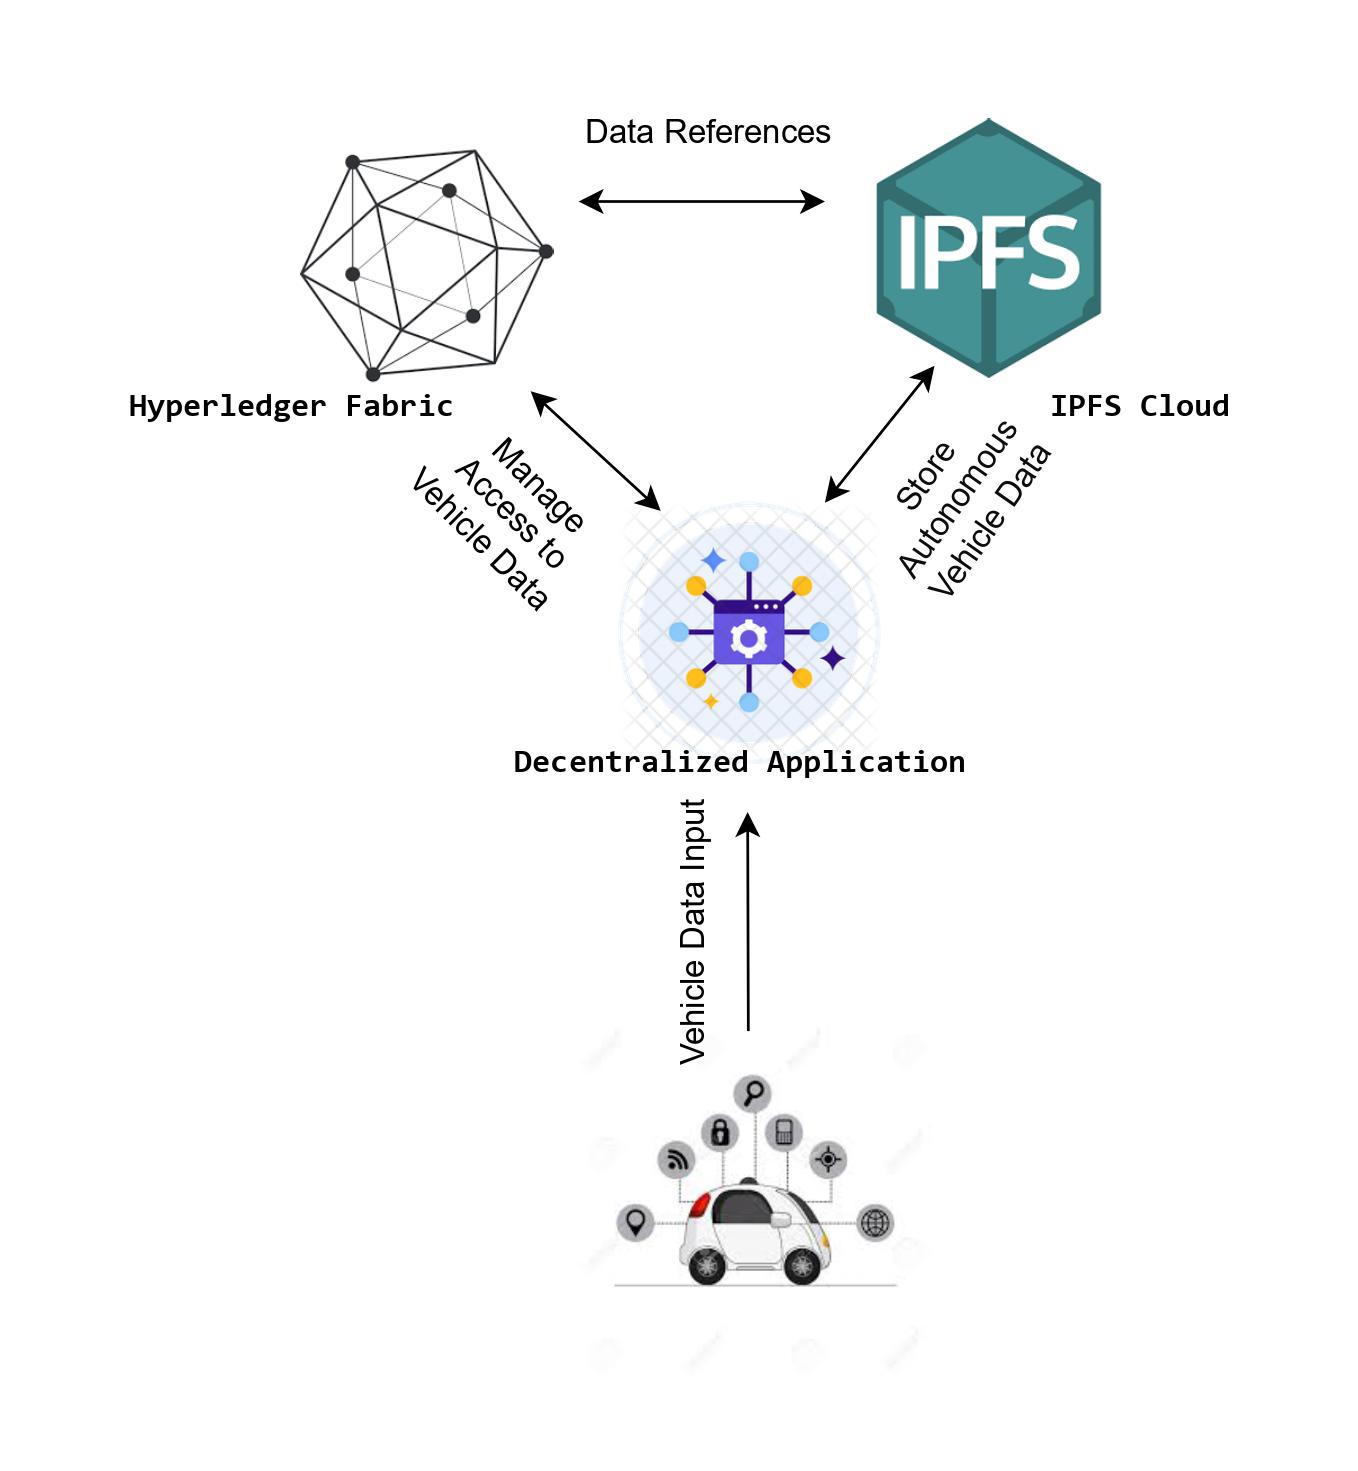 Data References
IPFS
Hyperledger Fabric
IPFS Cloud
Manage
Access to
Vehicle Data
Store
Autonomous
Vehicle Data
Decentralized Application
Vehicle Data Input